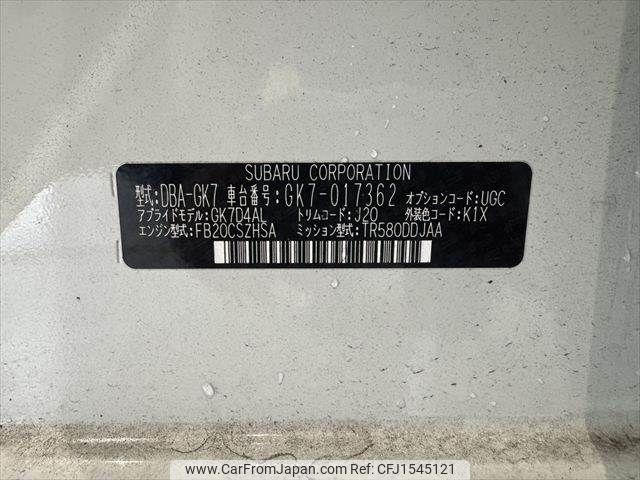 SUBARU CORPORATION
型式:DBA-GK7 車台番号:GK7-017362 オプションコード:UGC
アプライドモデル:GK7D4AL トリムコード:J20 外装色コード:K1X
エンジン型式:FB20CSZHSA ミッション型式:TR580DDJAA
www.CarFromJapan.com - CFJ1545121